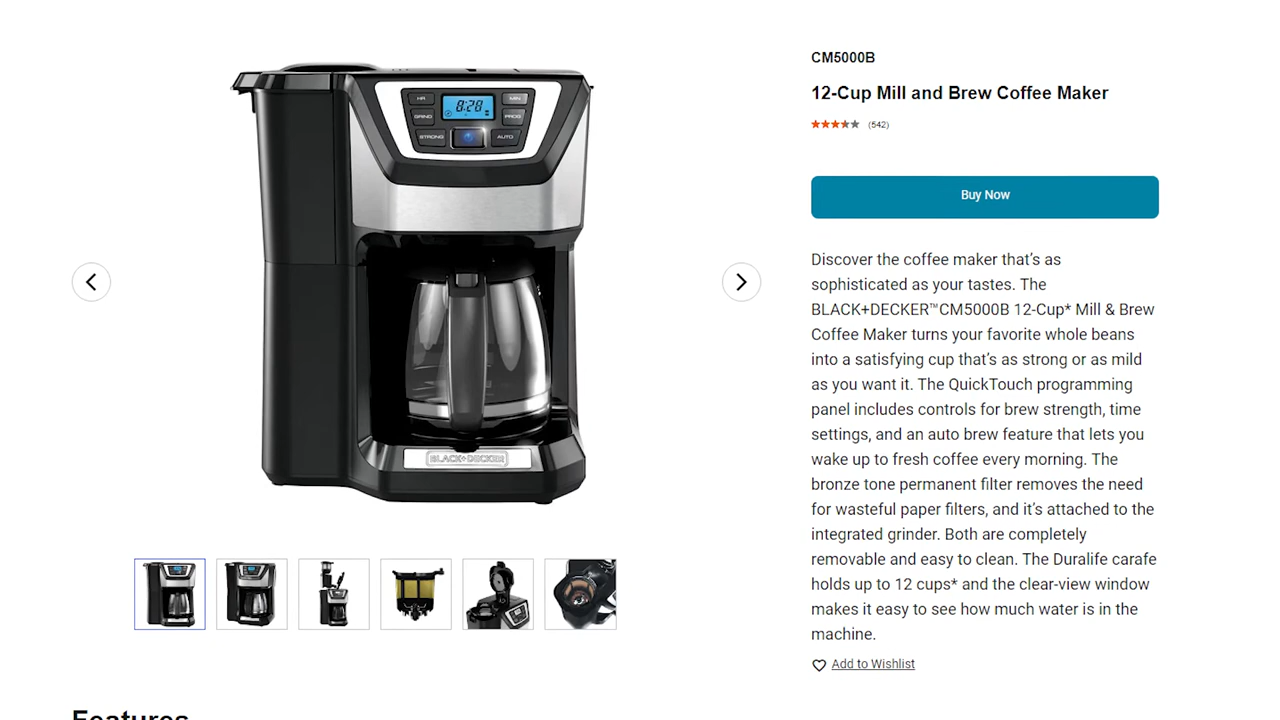 CM5000B
12-Cup Mill and Brew Coffee Maker
(542)
Buy Now
Discover the coffee maker that's as
sophisticated as your tastes. The
BLACK+DECKER™CM5000B 12-Cup* Mill & Brew
Coffee Maker turns your favorite whole beans
into a satisfying cup that's as strong or as mild
as you want it. The QuickTouch programming
panel includes controls for brew strength, time
settings, and an auto brew feature that lets you
wake up to fresh coffee every morning. The
bronze tone permanent filter removes the need
for wasteful paper filters, and it's attached to the
integrated grinder. Both are completely
removable and easy to clean. The Duralife carafe
holds up to 12 cups* and the clear-view window
makes it easy to see how much water is in the
machine.
Add to Wishlist
HR 8:28 MIN
GRIND PROG
STRONG AUTO
BLACK+DECKER
Features